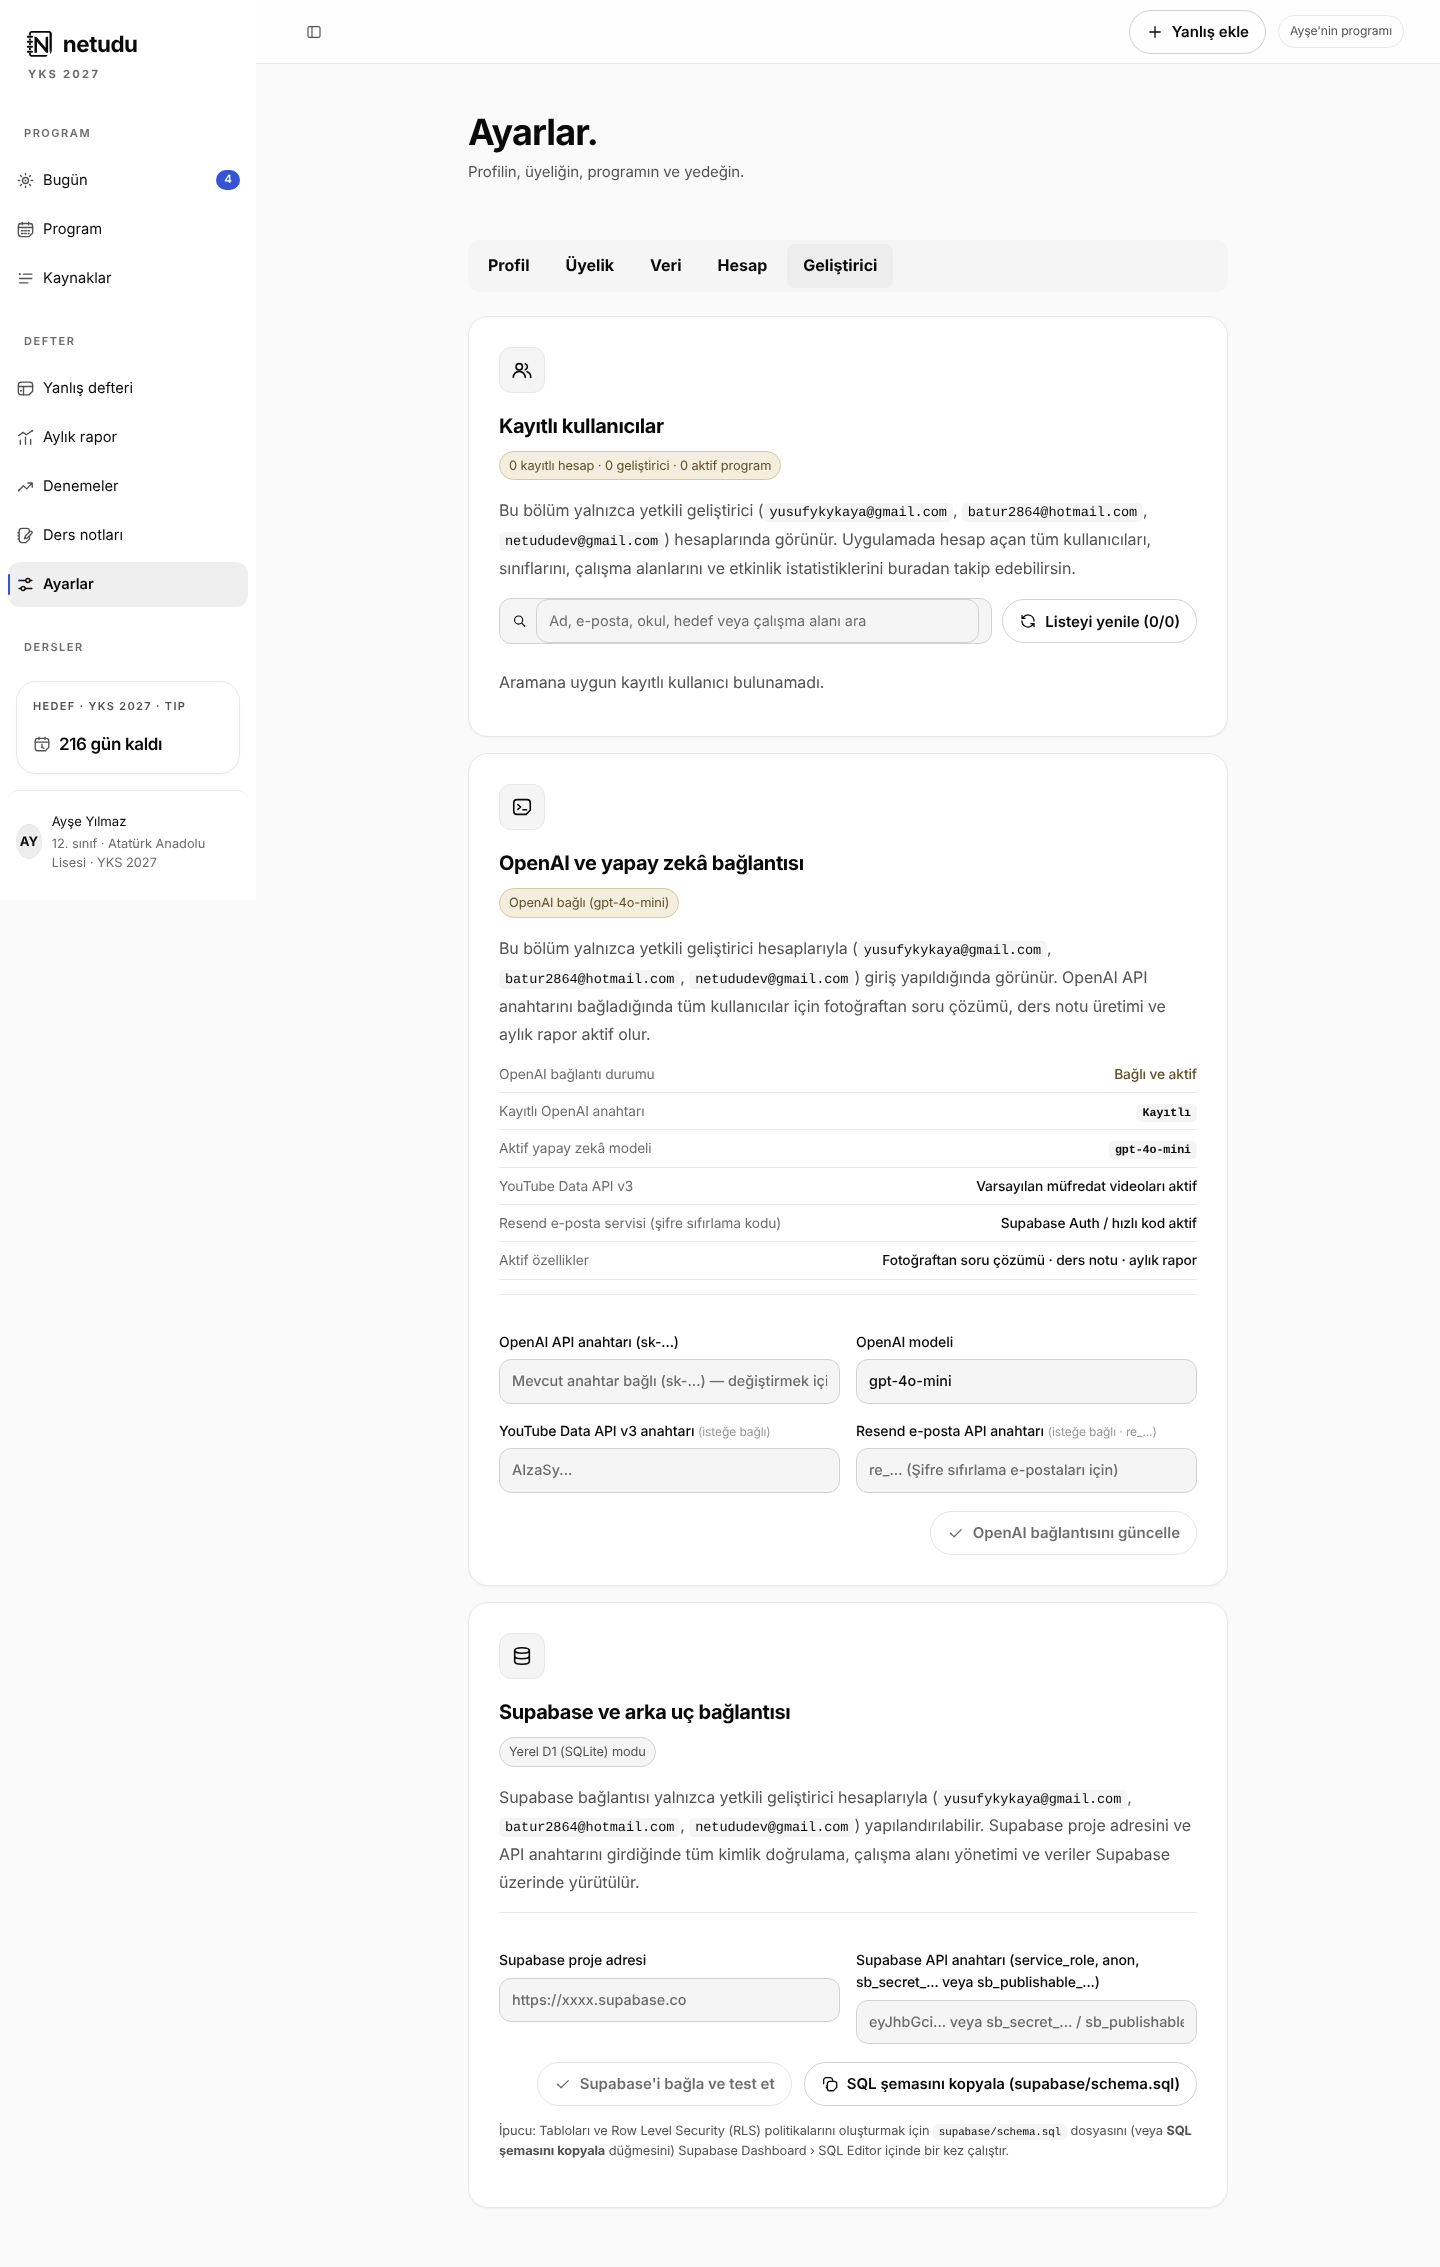 netudu
YKS 2027
PROGRAM
Bugün 4
Program
Kaynaklar
DEFTER
Yanlış defteri
Aylık rapor
Denemeler
Ders notları
Ayarlar
DERSLER
HEDEF · YKS 2027 · TIP
216 gün kaldı
AY
Ayşe Yılmaz
12. sınıf · Atatürk Anadolu
Lisesi · YKS 2027
Yanlış ekle
Ayşe'nin programı
Ayarlar.
Profilin, üyeliğin, programın ve yedeğin.
Profil Üyelik Veri Hesap Geliştirici
Kayıtlı kullanıcılar
0 kayıtlı hesap · 0 geliştirici · 0 aktif program
Bu bölüm yalnızca yetkili geliştirici ( yusufykykaya@gmail.com , batur2864@hotmail.com ,
netududev@gmail.com ) hesaplarında görünür. Uygulamada hesap açan tüm kullanıcıları,
sınıflarını, çalışma alanlarını ve etkinlik istatistiklerini buradan takip edebilirsin.
Ad, e-posta, okul, hedef veya çalışma alanı ara
Listeyi yenile (0/0)
Aramana uygun kayıtlı kullanıcı bulunamadı.
OpenAI ve yapay zekâ bağlantısı
OpenAI bağlı (gpt-4o-mini)
Bu bölüm yalnızca yetkili geliştirici hesaplarıyla ( yusufykykaya@gmail.com ,
batur2864@hotmail.com , netududev@gmail.com ) giriş yapıldığında görünür. OpenAI API
anahtarını bağladığında tüm kullanıcılar için fotoğraftan soru çözümü, ders notu üretimi ve
aylık rapor aktif olur.
OpenAI bağlantı durumu Bağlı ve aktif
Kayıtlı OpenAI anahtarı Kayıtlı
Aktif yapay zekâ modeli gpt-4o-mini
YouTube Data API v3 Varsayılan müfredat videoları aktif
Resend e-posta servisi (şifre sıfırlama kodu) Supabase Auth / hızlı kod aktif
Aktif özellikler Fotoğraftan soru çözümü · ders notu · aylık rapor
OpenAI API anahtarı (sk-...) OpenAI modeli
Mevcut anahtar bağlı (sk-...) — değiştirmek içi gpt-4o-mini
YouTube Data API v3 anahtarı (isteğe bağlı) Resend e-posta API anahtarı (isteğe bağlı · re_...)
AIzaSy... re_... (Şifre sıfırlama e-postaları için)
OpenAI bağlantısını güncelle
Supabase ve arka uç bağlantısı
Yerel D1 (SQLite) modu
Supabase bağlantısı yalnızca yetkili geliştirici hesaplarıyla ( yusufykykaya@gmail.com ,
batur2864@hotmail.com , netududev@gmail.com ) yapılandırılabilir. Supabase proje adresini ve
API anahtarını girdiğinde tüm kimlik doğrulama, çalışma alanı yönetimi ve veriler Supabase
üzerinde yürütülür.
Supabase proje adresi
https://xxxx.supabase.co
Supabase API anahtarı (service_role, anon,
sb_secret_... veya sb_publishable_...)
eyJhbGci... veya sb_secret_... / sb_publishable
Supabase'i bağla ve test et SQL şemasını kopyala (supabase/schema.sql)
İpucu: Tabloları ve Row Level Security (RLS) politikalarını oluşturmak için supabase/schema.sql dosyasını (veya SQL
şemasını kopyala düğmesini) Supabase Dashboard › SQL Editor içinde bir kez çalıştır.